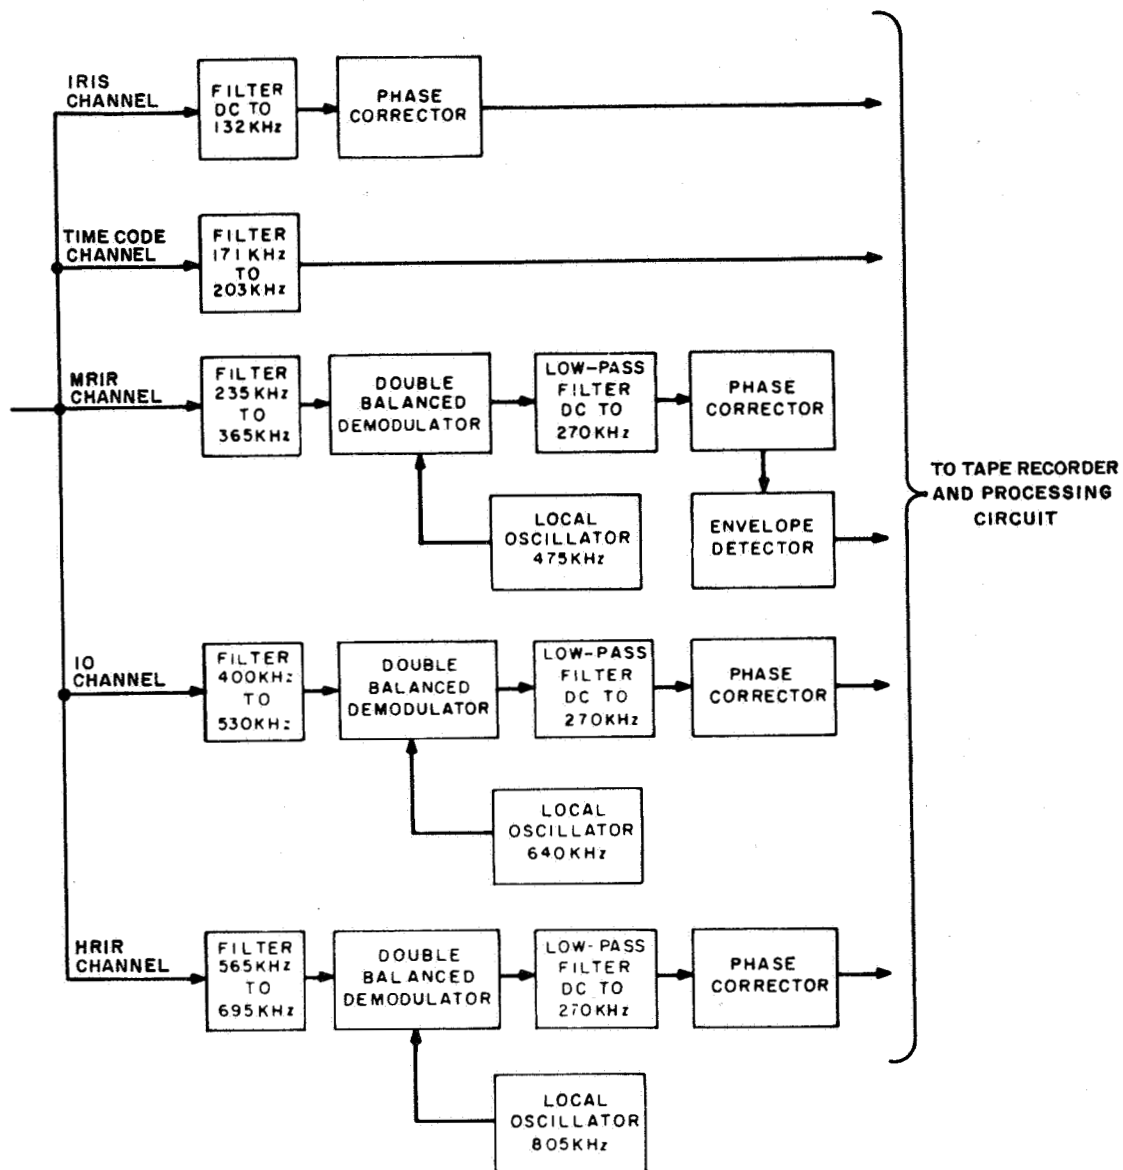 IRIS
CHANNEL
FILTER
DC TO
132KHz
PHASE
CORRECTOR
TIME CODE
CHANNEL
FILTER
171KHz
TO
203KHz
MRIR
CHANNEL
FILTER
235KHz
TO
365KHz
DOUBLE
BALANCED
DEMODULATOR
LOW-PASS
FILTER
DC TO
270KHz
PHASE
CORRECTOR
LOCAL
OSCILLATOR
475KHz
ENVELOPE
DETECTOR
TO TAPE RECORDER
AND PROCESSING
CIRCUIT
IO
CHANNEL
FILTER
400KHz
TO
530KHz
DOUBLE
BALANCED
DEMODULATOR
LOW-PASS
FILTER
DC TO
270KHz
PHASE
CORRECTOR
LOCAL
OSCILLATOR
640KHz
HRIR
CHANNEL
FILTER
565KHz
TO
695KHz
DOUBLE
BALANCED
DEMODULATOR
LOW-PASS
FILTER
DC TO
270KHz
PHASE
CORRECTOR
LOCAL
OSCILLATOR
805KHz